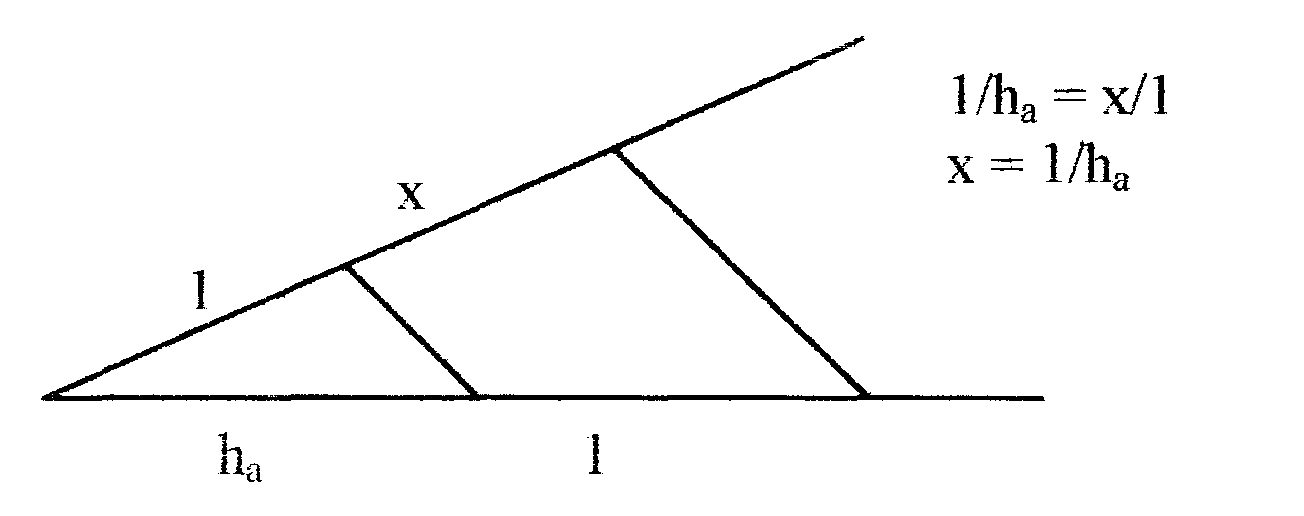 1/hₐ = x/1
x = 1/hₐ
x
1
hₐ
1